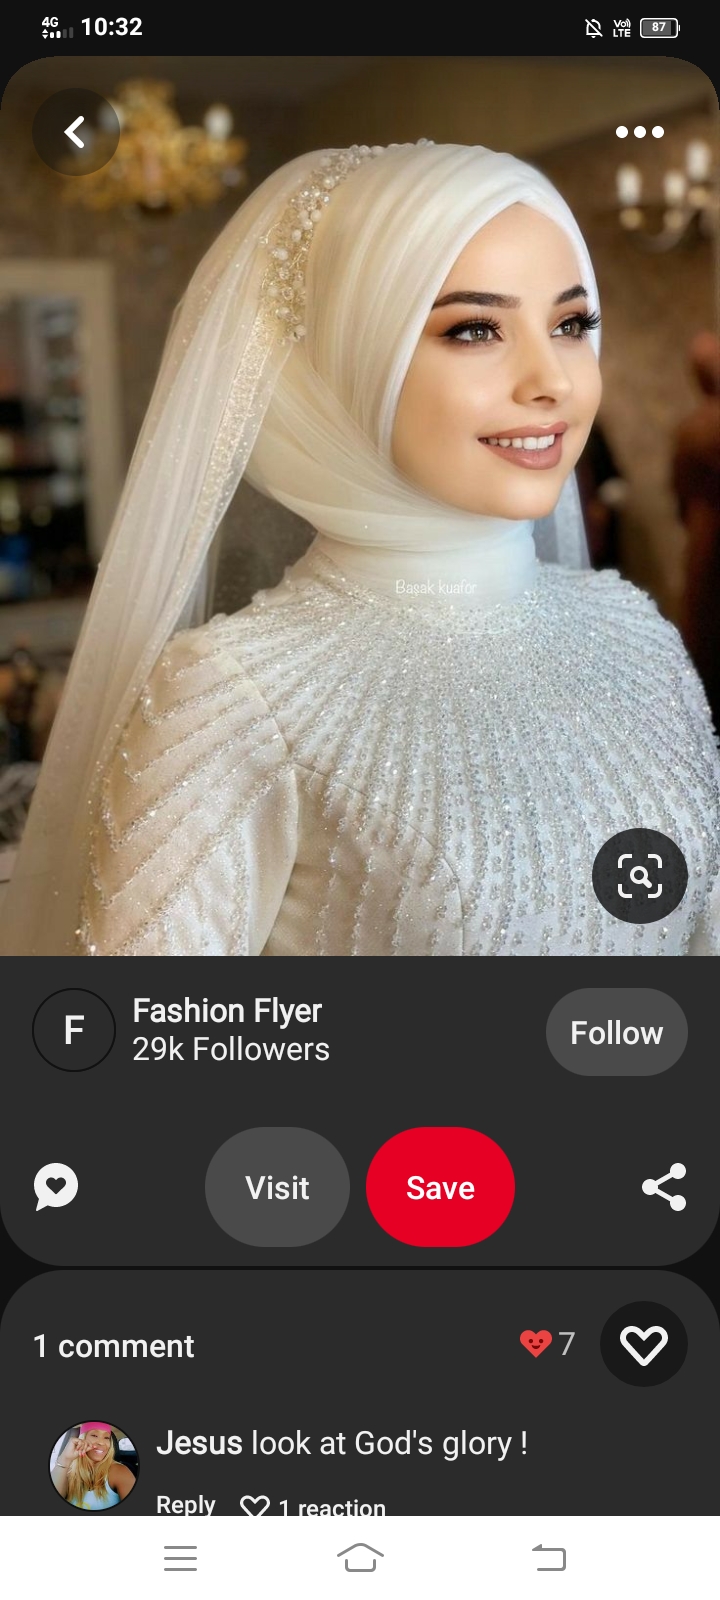 4G 10:32 Vo) LTE 87
Başak kuaför
F
Fashion Flyer
29k Followers
Follow
Visit
Save
1 comment
7
Jesus look at God's glory !
Reply 1 reaction